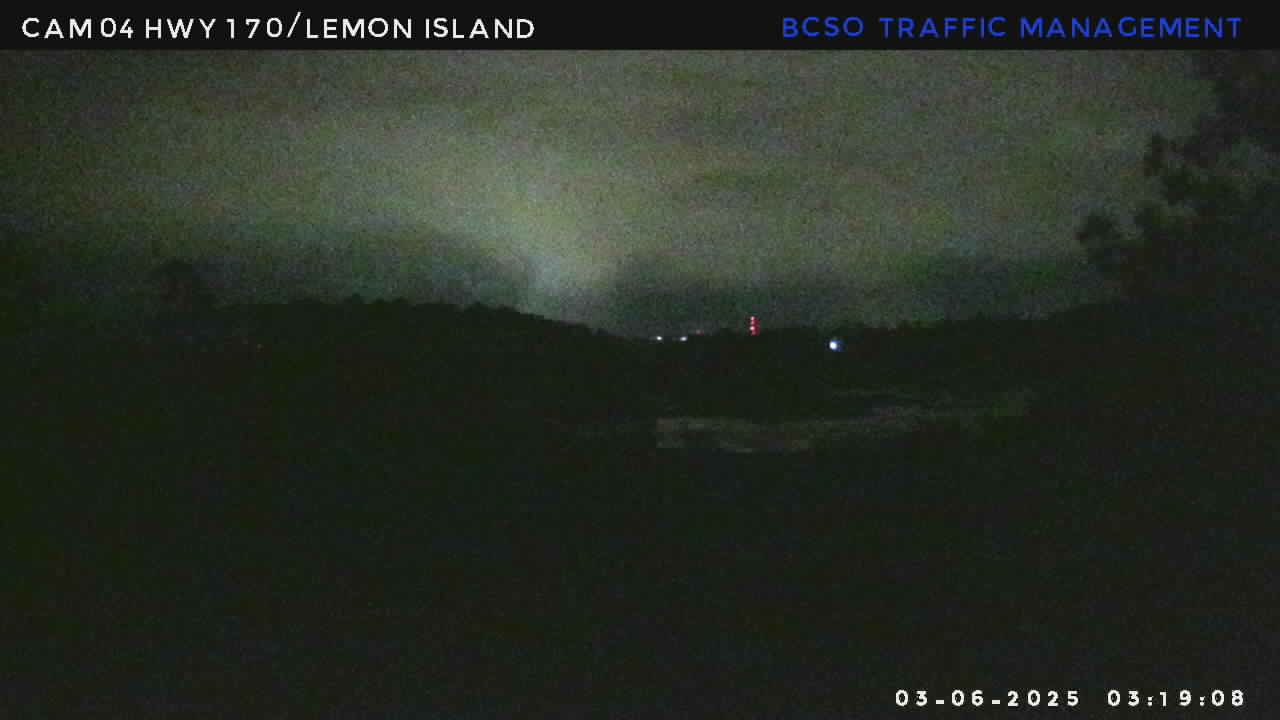 CAM04 HWY 170/LEMON ISLAND
BCSO TRAFFIC MANAGEMENT
03-06-2025 03:19:08